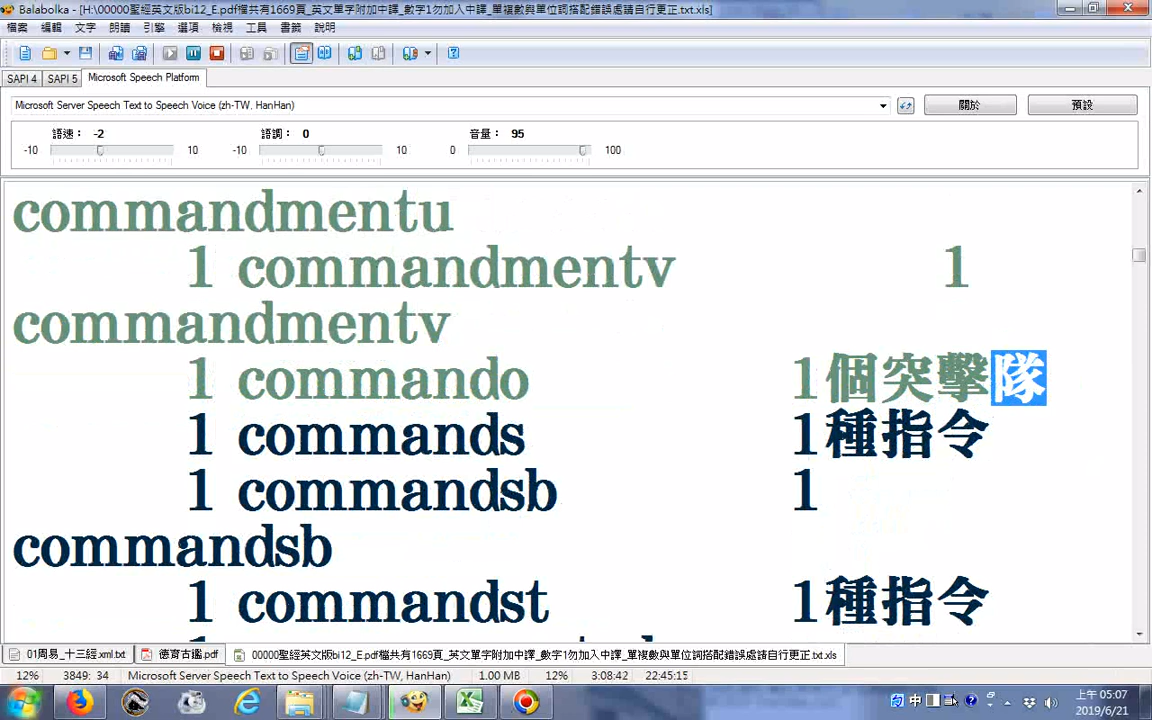 Balabolka - [H:\00000聖經英文版bi12_E.pdf檔共有1669頁_英文單字附加中譯_數字1勿加入中譯_單複數與單位詞搭配錯誤處請自行更正.txt.xls]
檔案 編輯 文字 朗讀 檢視 引擎 選項 工具 書籤 說明
SAPI 4 SAPI 5 Microsoft Speech Platform
Microsoft Server Speech Text to Speech Voice (zh-TW, HanHan) 關於 預設
語速： -2 語調： 0 音量： 95
-10 10 -10 10 0 100
commandmentu
1 commandmentv 1
commandmentv
1 commando 1個突擊隊
1 commands 1種指令
1 commandsb 1
commandsb
1 commandst 1種指令
01周易_十三經.xml.txt 德育古鑑.pdf 00000聖經英文版bi12_E.pdf檔共有1669頁_英文單字附加中譯_數字1勿加入中譯_單複數與單位詞搭配錯誤處請自行更正.txt.xls
12% 3849: 34 Microsoft Server Speech Text to Speech Voice (zh-TW, HanHan) 1.00 MB 12% 3:08:42 22:45:15
中 上午 05:07
2019/6/21